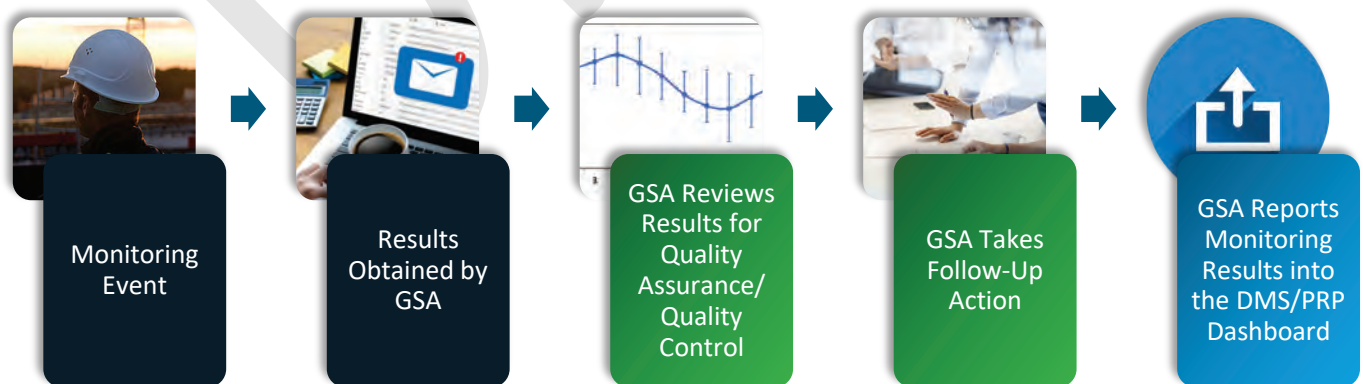 Monitoring
Event
Results
Obtained by
GSA
GSA Reviews
Results for
Quality
Assurance/
Quality
Control
GSA Takes
Follow-Up
Action
GSA Reports
Monitoring
Results into
the DMS/PRP
Dashboard